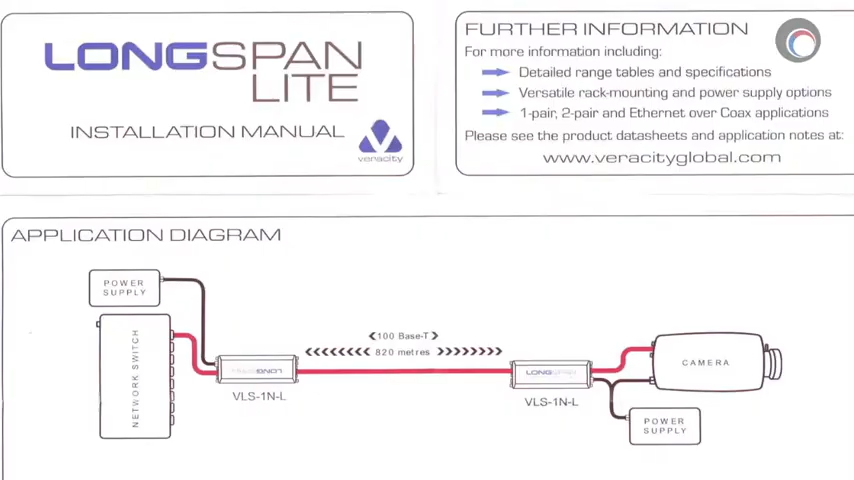 LONGSPAN
LITE
INSTALLATION MANUAL
veracity
FURTHER INFORMATION
For more information including:
Detailed range tables and specifications
Versatile rack-mounting and power supply options
1-pair, 2-pair and Ethernet over Coax applications
Please see the product datasheets and application notes at:
www.veracityglobal.com
APPLICATION DIAGRAM
POWER
SUPPLY
NETWORK SWITCH
100 Base-T
820 metres
LONGSPAN
VLS-1N-L
LONGSPAN
VLS-1N-L
CAMERA
POWER
SUPPLY